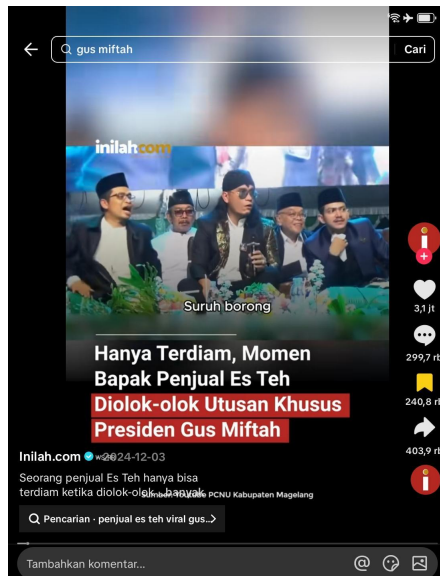 gus miftah
Cari
inilah.com
Suruh borong
Hanya Terdiam, Momen
Bapak Penjual Es Teh
Diolok-olok Utusan Khusus
Presiden Gus Miftah
3,1 jt
299,7 rb
240,8 rb
403,9 rb
Inilah.com 2024-12-03
Seorang penjual Es Teh hanya bisa
terdiam ketika diolok-olok banyak
Sumber: Youtube PCNU Kabupaten Magelang
Pencarian · penjual es teh viral gus...
Tambahkan komentar...